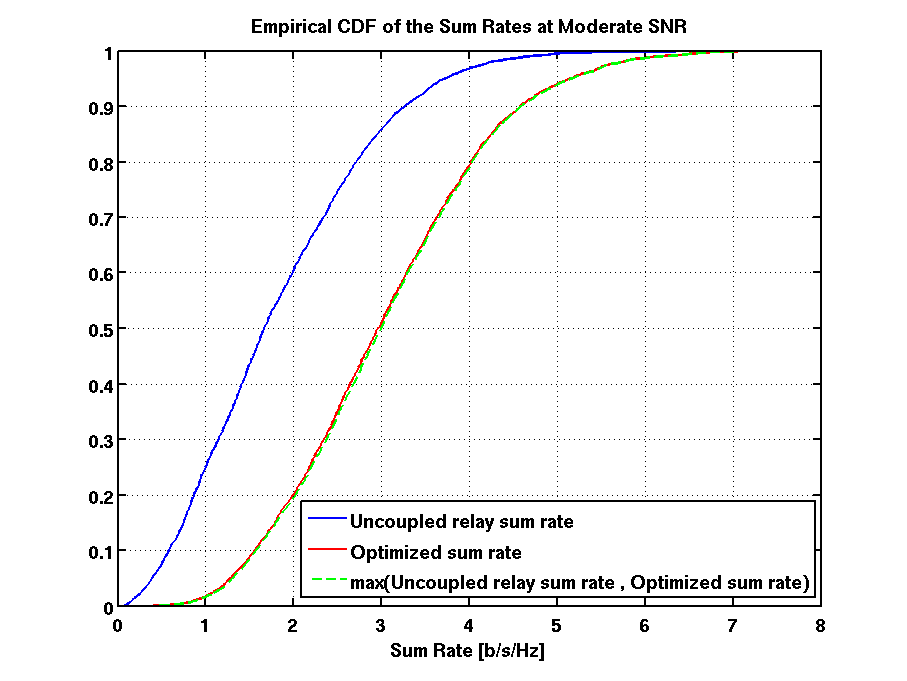 Empirical CDF of the Sum Rates at Moderate SNR
1
0.9
0.8
0.7
0.6
0.5
0.4
0.3
0.2
0.1
0
Uncoupled relay sum rate
Optimized sum rate
max(Uncoupled relay sum rate , Optimized sum rate)
0 1 2 3 4 5 6 7 8
Sum Rate [b/s/Hz]